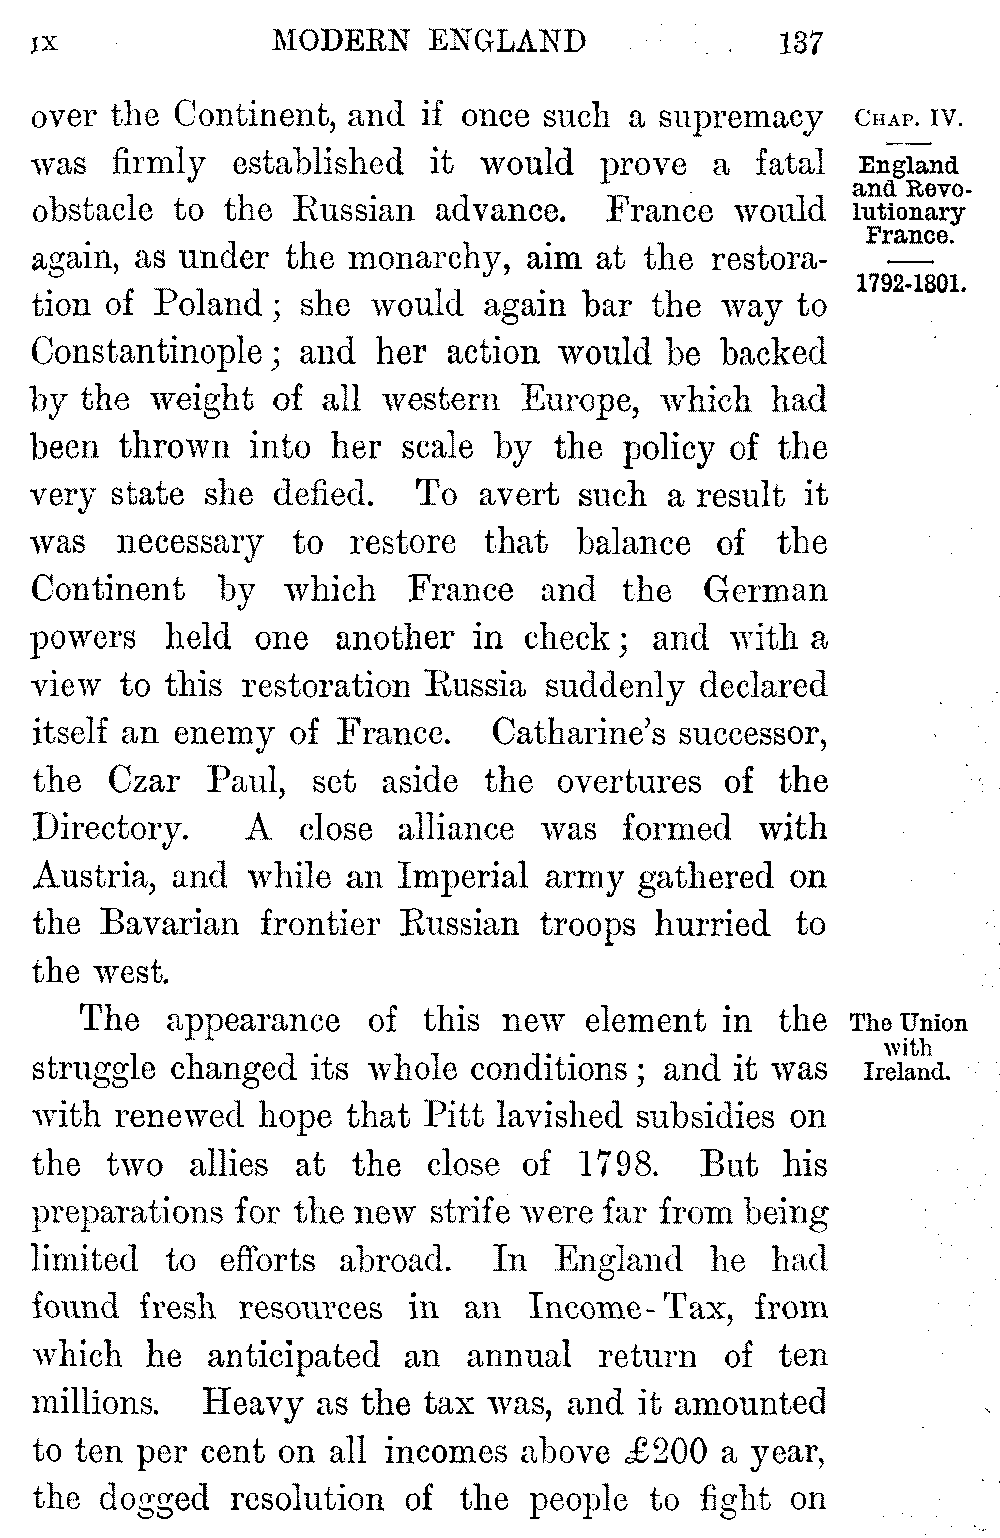 IX MODERN ENGLAND 137
over the Continent, and if once such a supremacy
was firmly established it would prove a fatal
obstacle to the Russian advance. France would
again, as under the monarchy, aim at the restora-
tion of Poland; she would again bar the way to
Constantinople; and her action would be backed
by the weight of all western Europe, which had
been thrown into her scale by the policy of the
very state she defied. To avert such a result it
was necessary to restore that balance of the
Continent by which France and the German
powers held one another in check; and with a
view to this restoration Russia suddenly declared
itself an enemy of France. Catharine's successor,
the Czar Paul, set aside the overtures of the
Directory. A close alliance was formed with
Austria, and while an Imperial army gathered on
the Bavarian frontier Russian troops hurried to
the west.
CHAP. IV.
England
and Revo-
lutionary
France.
1792-1801.
The appearance of this new element in the
struggle changed its whole conditions; and it was
with renewed hope that Pitt lavished subsidies on
the two allies at the close of 1798. But his
preparations for the new strife were far from being
limited to efforts abroad. In England he had
found fresh resources in an Income-Tax, from
which he anticipated an annual return of ten
millions. Heavy as the tax was, and it amounted
to ten per cent on all incomes above £200 a year,
the dogged resolution of the people to fight on
The Union
with
Ireland.